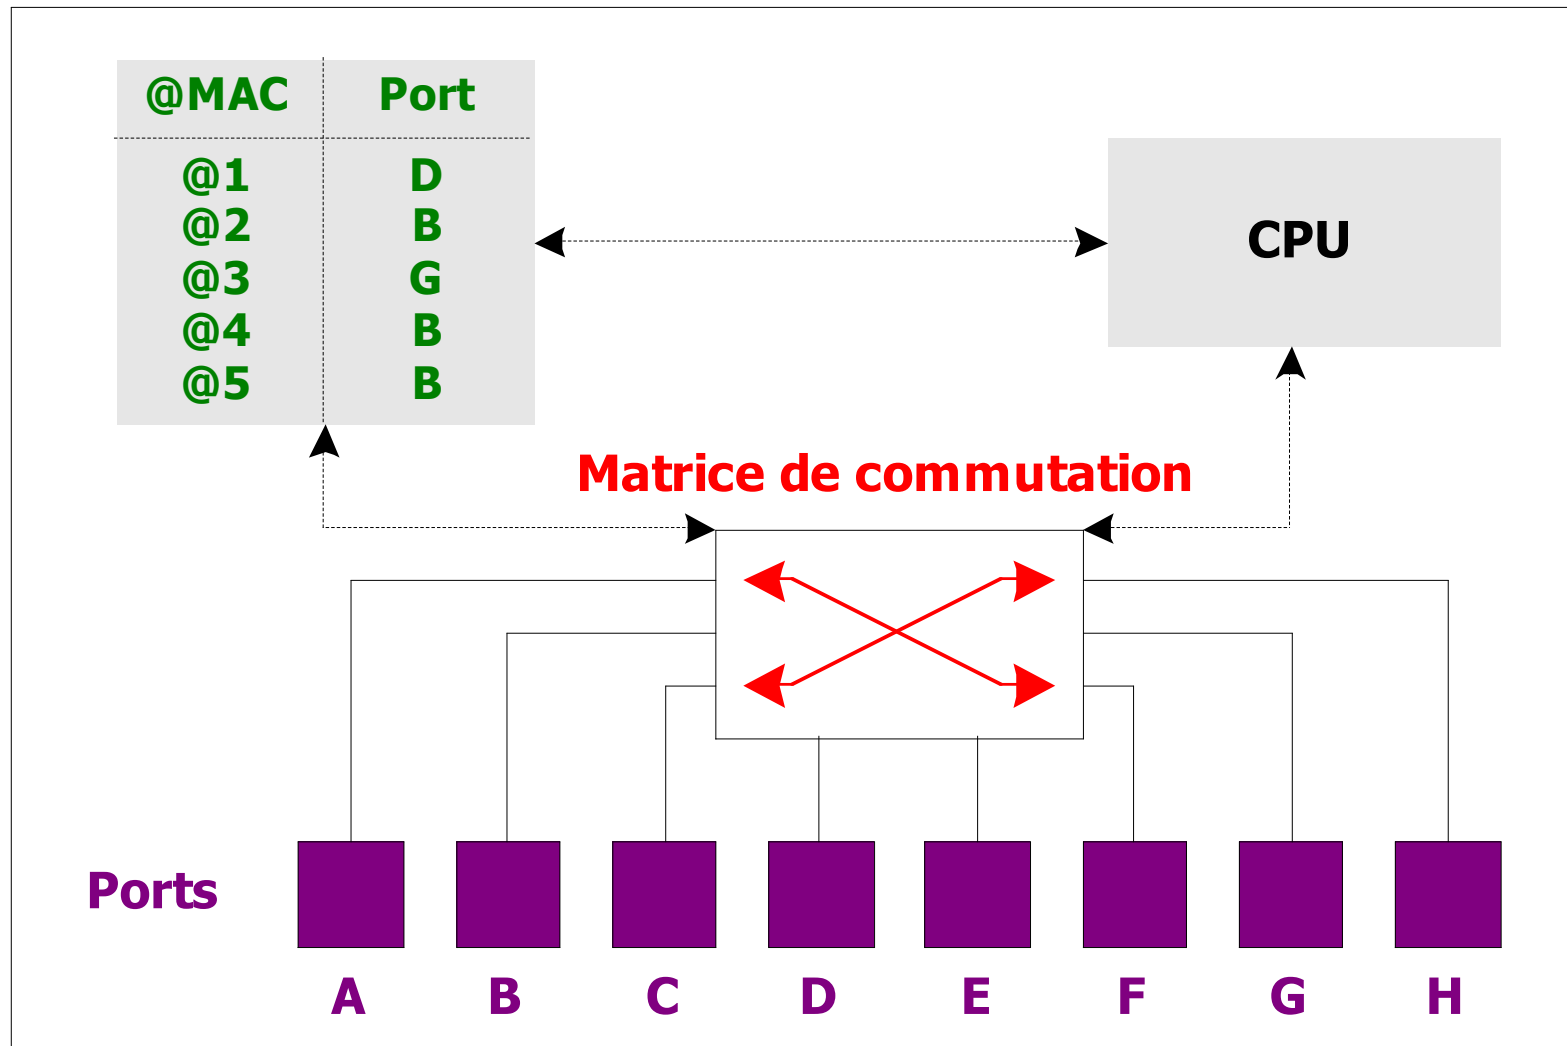 @MAC Port
@1 D
@2 B
@3 G
@4 B
@5 B
CPU
Matrice de commutation
Ports
A B C D E F G H